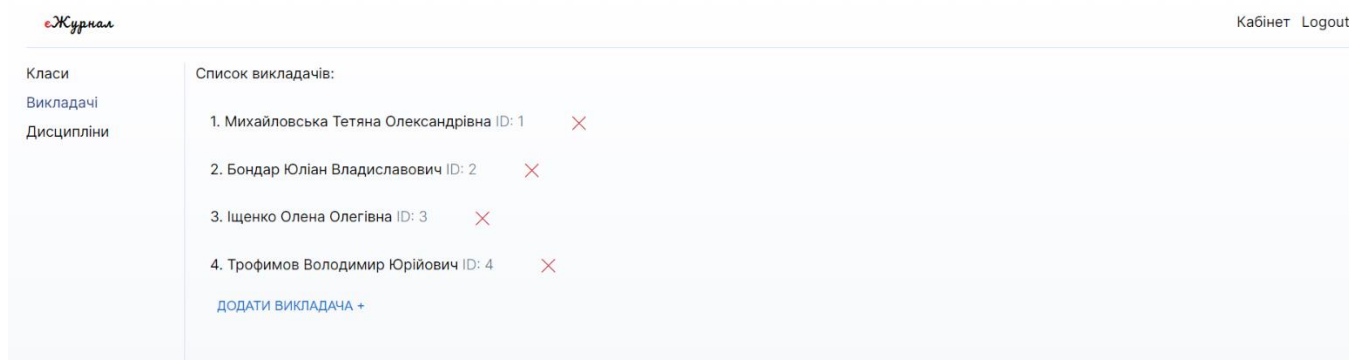 еЖурнал
Кабінет Logout
Класи
Викладачі
Дисципліни
Список викладачів:
1. Михайловська Тетяна Олександрівна ID: 1
2. Бондар Юліан Владиславович ID: 2
3. Іщенко Олена Олегівна ID: 3
4. Трофимов Володимир Юрійович ID: 4
ДОДАТИ ВИКЛАДАЧА +